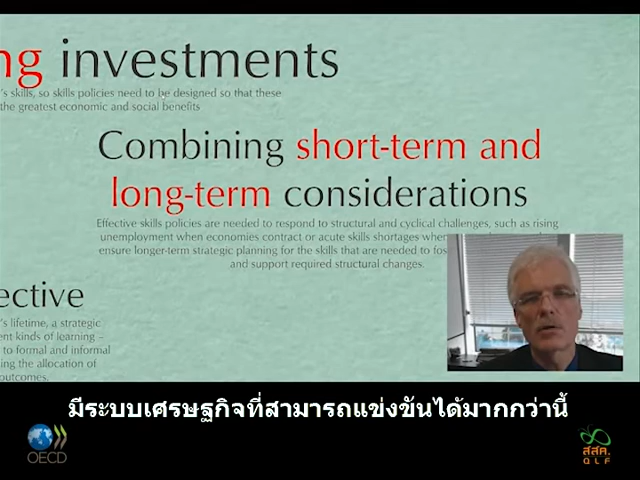 ng investments
's skills, so skills policies need to be designed so that these
the greatest economic and social benefits
Combining short-term and
long-term considerations
Effective skills policies are needed to respond to structural and cyclical challenges, such as rising
unemployment when economies contract or acute skills shortages when
ensure longer-term strategic planning for the skills that are needed to fos
and support required structural changes.
ective
's lifetime, a strategic
ent kinds of learning –
to formal and informal
ing the allocation of
outcomes.
มีระบบเศรษฐกิจที่สามารถแข่งขันได้มากกว่านี้
OECD
สสค.
QLF